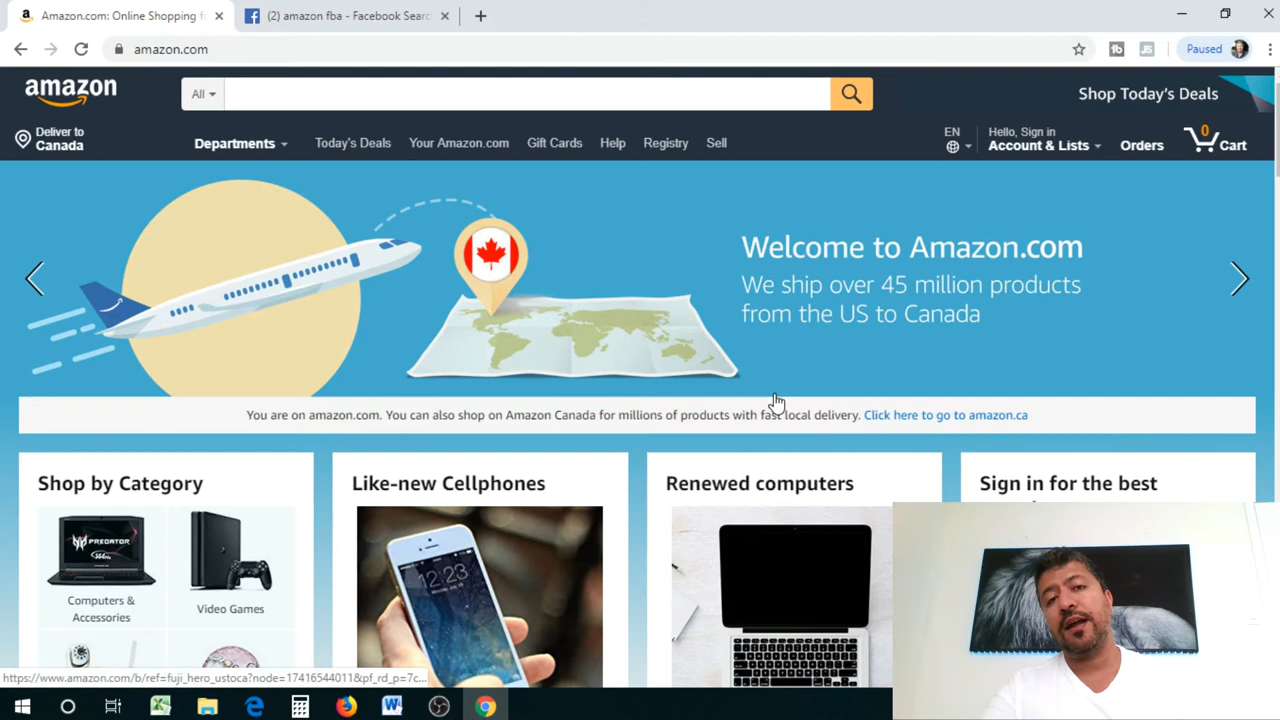 Amazon.com: Online Shopping f
(2) amazon fba - Facebook Searc
amazon.com
Paused
amazon
All
Shop Today's Deals
Deliver to
Canada
Departments
Today's Deals
Your Amazon.com
Gift Cards
Help
Registry
Sell
EN
Hello, Sign in
Account & Lists
Orders
0
Cart
Welcome to Amazon.com
We ship over 45 million products
from the US to Canada
You are on amazon.com. You can also shop on Amazon Canada for millions of products with fast local delivery. Click here to go to amazon.ca
Shop by Category
Like-new Cellphones
Renewed computers
Sign in for the best
PREDATOR
144Hz
12:23
Computers &
Accessories
Video Games
https://www.amazon.com/b/ref=fuji_hero_ustoca?node=17416544011&pf_rd_p=7c...